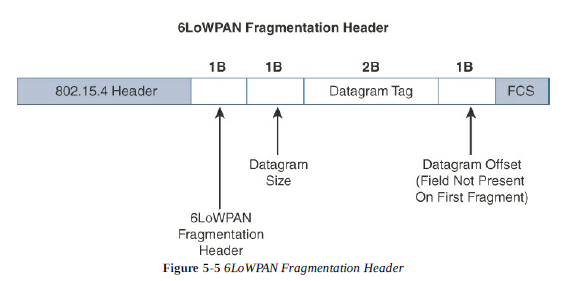 6LoWPAN Fragmentation Header
1B 1B 2B 1B
802.15.4 Header Datagram Tag FCS
Datagram
Size
Datagram Offset
(Field Not Present
On First Fragment)
6LoWPAN
Fragmentation
Header
Figure 5-5 6LoWPAN Fragmentation Header